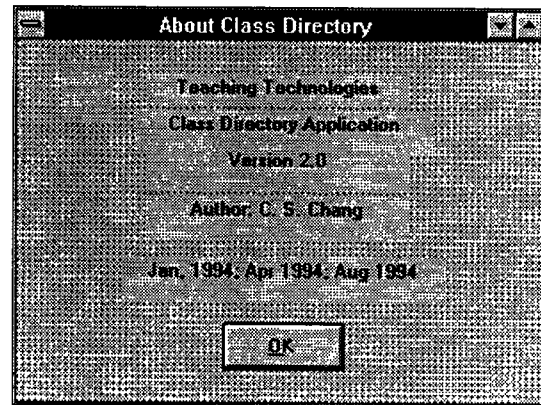 About Class Directory
Teaching Technologies
Class Directory Application
Version 2.0
Author: C. S. Chang
Jan, 1994; Apr 1994; Aug 1994
OK